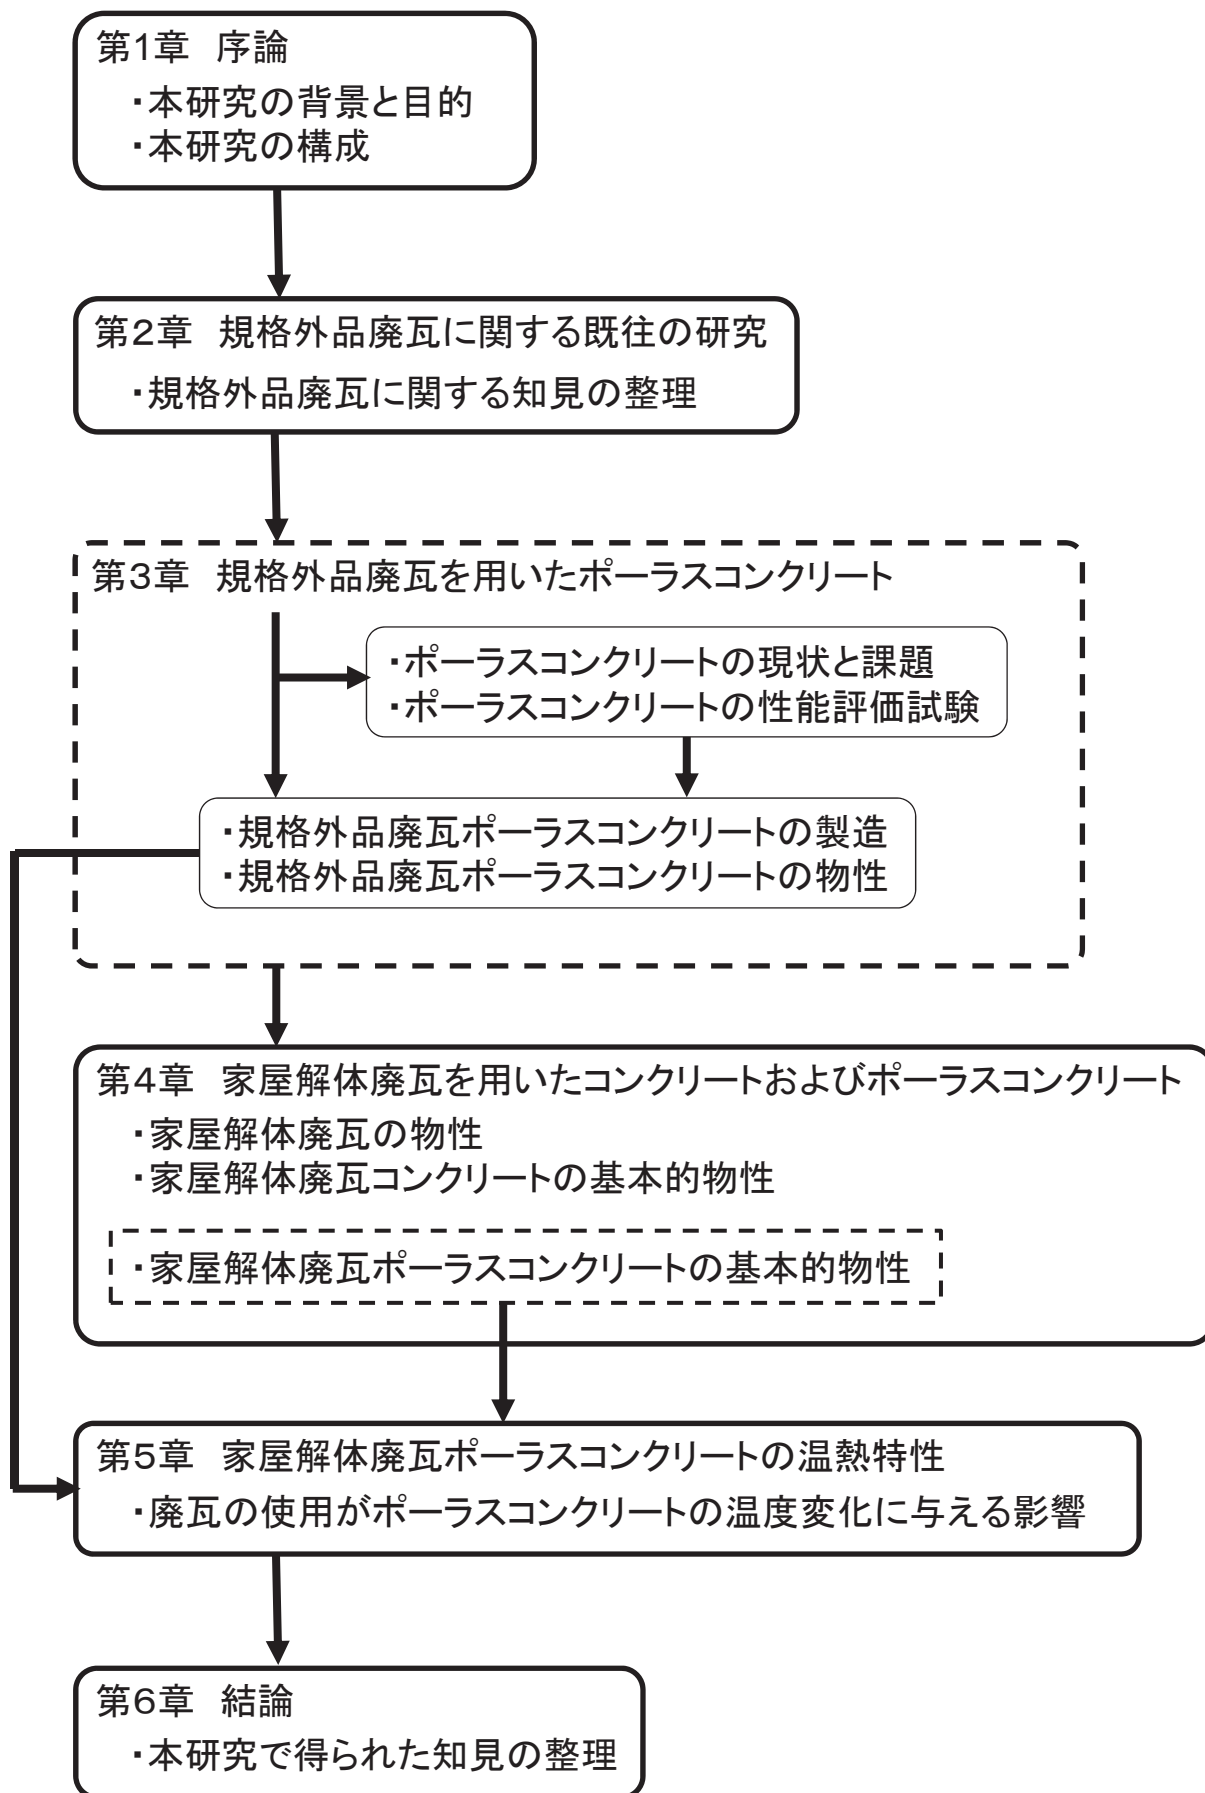 第1章 序論
・本研究の背景と目的
・本研究の構成
第2章 規格外品廃瓦に関する既往の研究
・規格外品廃瓦に関する知見の整理
第3章 規格外品廃瓦を用いたポーラスコンクリート
・ポーラスコンクリートの現状と課題
・ポーラスコンクリートの性能評価試験
・規格外品廃瓦ポーラスコンクリートの製造
・規格外品廃瓦ポーラスコンクリートの物性
第4章 家屋解体廃瓦を用いたコンクリートおよびポーラスコンクリート
・家屋解体廃瓦の物性
・家屋解体廃瓦コンクリートの基本的物性
・家屋解体廃瓦ポーラスコンクリートの基本的物性
第5章 家屋解体廃瓦ポーラスコンクリートの温熱特性
・廃瓦の使用がポーラスコンクリートの温度変化に与える影響
第6章 結論
・本研究で得られた知見の整理